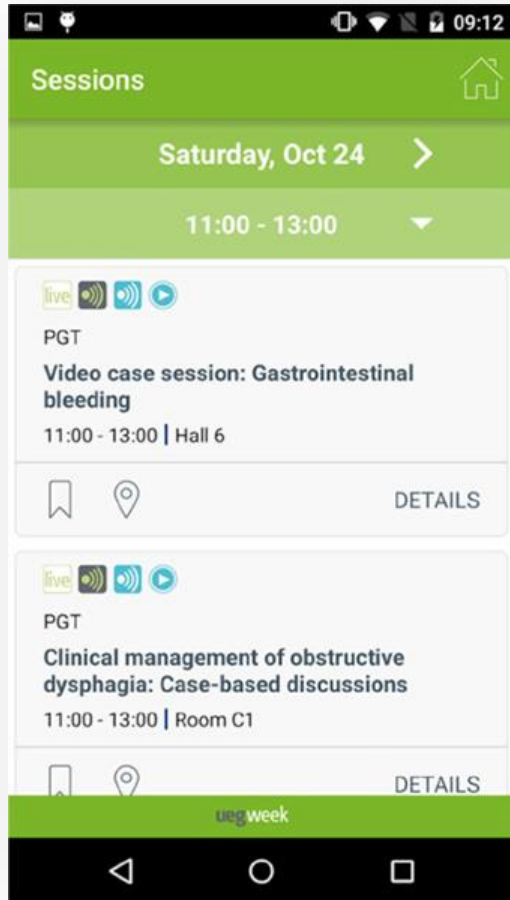 09:12
Sessions
Saturday, Oct 24
11:00 - 13:00
live
PGT
Video case session: Gastrointestinal
bleeding
11:00 - 13:00 | Hall 6
DETAILS
live
PGT
Clinical management of obstructive
dysphagia: Case-based discussions
11:00 - 13:00 | Room C1
DETAILS
uegweek